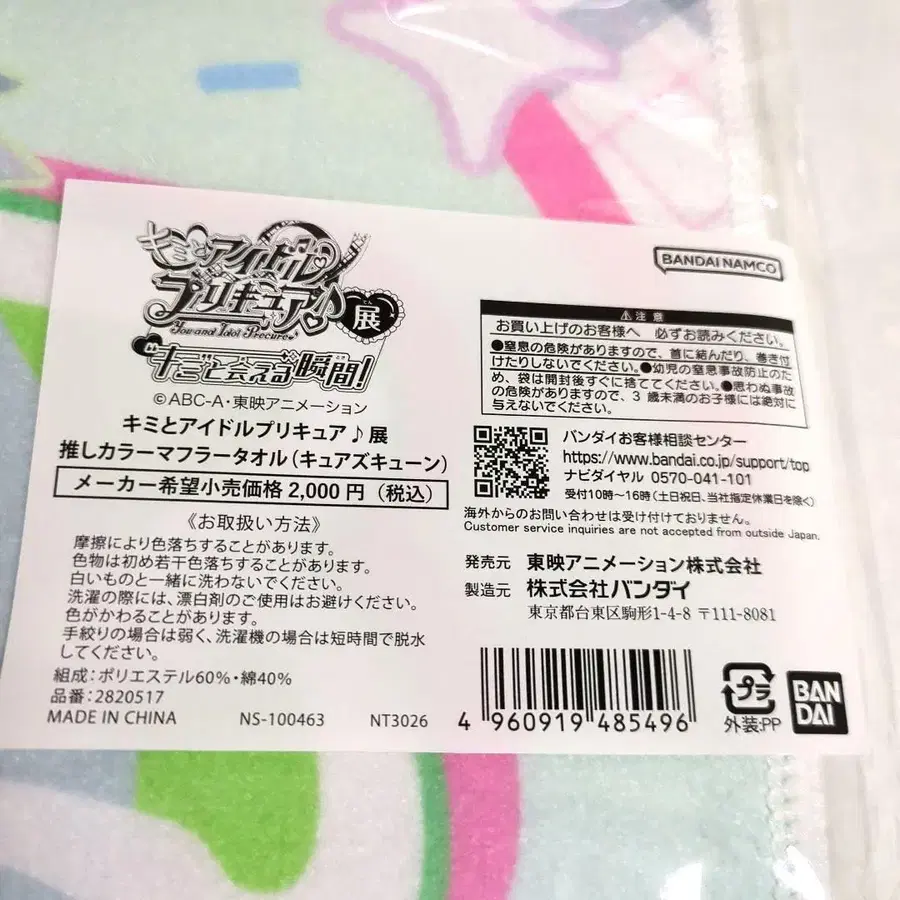 キミとアイドル
プリキュア♪
You and Idol Precure♪
展
キミと会える瞬間!
©ABC-A・東映アニメーション
キミとアイドルプリキュア♪展
推しカラーマフラータオル(キュアズキューン)
メーカー希望小売価格 2,000 円(税込)
《お取扱い方法》
摩擦により色落ちすることがあります。
色物は初め若干色落ちすることがあります。
白いものと一緒に洗わないでください。
洗濯の際には、漂白剤のご使用はお避けください。
色がかわることがあります。
手絞りの場合は弱く、洗濯機の場合は短時間で脱水
してください。
組成:ポリエステル60%・綿40%
品番:2820517
MADE IN CHINA NS-100463 NT3026
BANDAI NAMCO
⚠注意
お買い上げのお客様へ 必ずお読みください。
●窒息の危険がありますので、首に結んだり、巻き付
けたりしないでください。●幼児の窒息事故防止のた
め、袋は開封後すぐに捨ててください。●思わぬ事故
の危険がありますので、3 歳未満のお子様には絶対に
与えないでください。
バンダイお客様相談センター
https://www.bandai.co.jp/support/top
ナビダイヤル 0570-041-101
受付10時~16時(土日祝日、当社指定休業日を除く)
海外からのお問い合わせは受け付けておりません。
Customer service inquiries are not accepted from outside Japan.
発売元 東映アニメーション株式会社
製造元 株式会社バンダイ
東京都台東区駒形1-4-8 〒111-8081
4 960919 485496
プラ
外装:PP
BAN
DAI